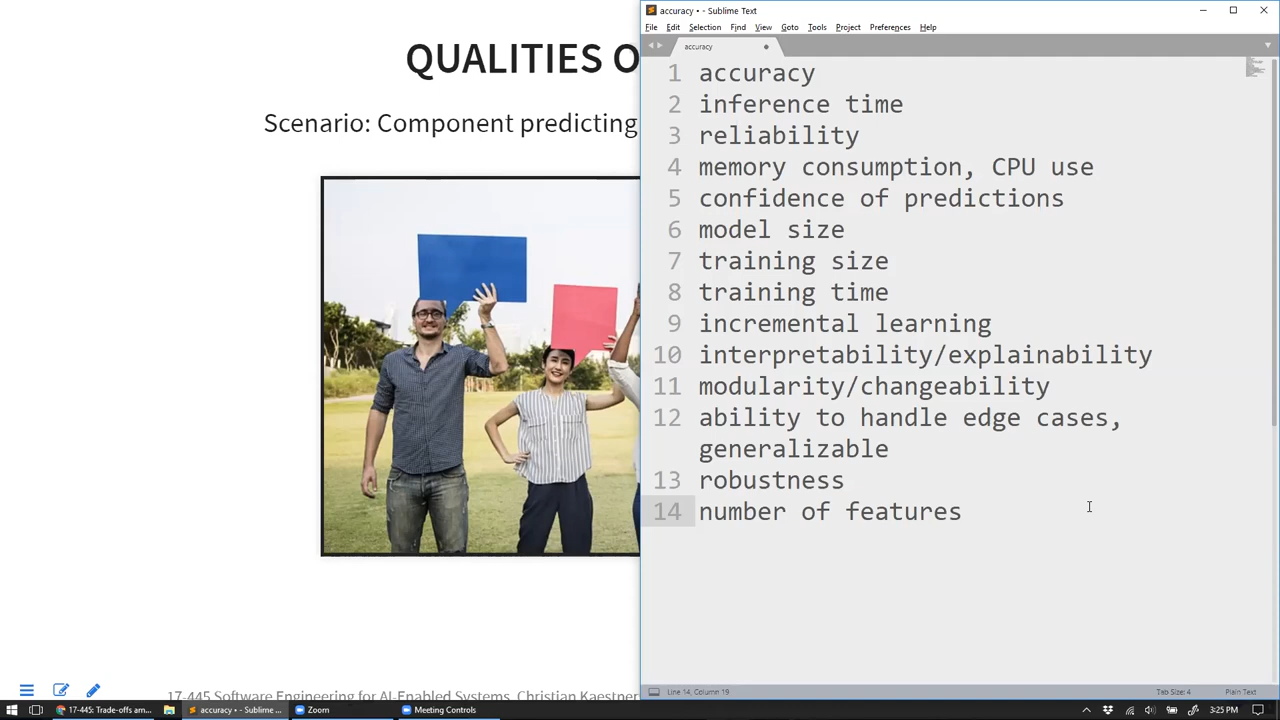 QUALITIES O
Scenario: Component predicting
17-445 Software Engineering for AI-Enabled Systems, Christian Kaestner
accuracy • - Sublime Text
File Edit Selection Find View Goto Tools Project Preferences Help
accuracy
1 accuracy
2 inference time
3 reliability
4 memory consumption, CPU use
5 confidence of predictions
6 model size
7 training size
8 training time
9 incremental learning
10 interpretability/explainability
11 modularity/changeability
12 ability to handle edge cases,
generalizable
13 robustness
14 number of features
Line 14, Column 19 Tab Size: 4 Plain Text
17-445: Trade-offs am... accuracy • - Sublime ... Zoom Meeting Controls 3:25 PM